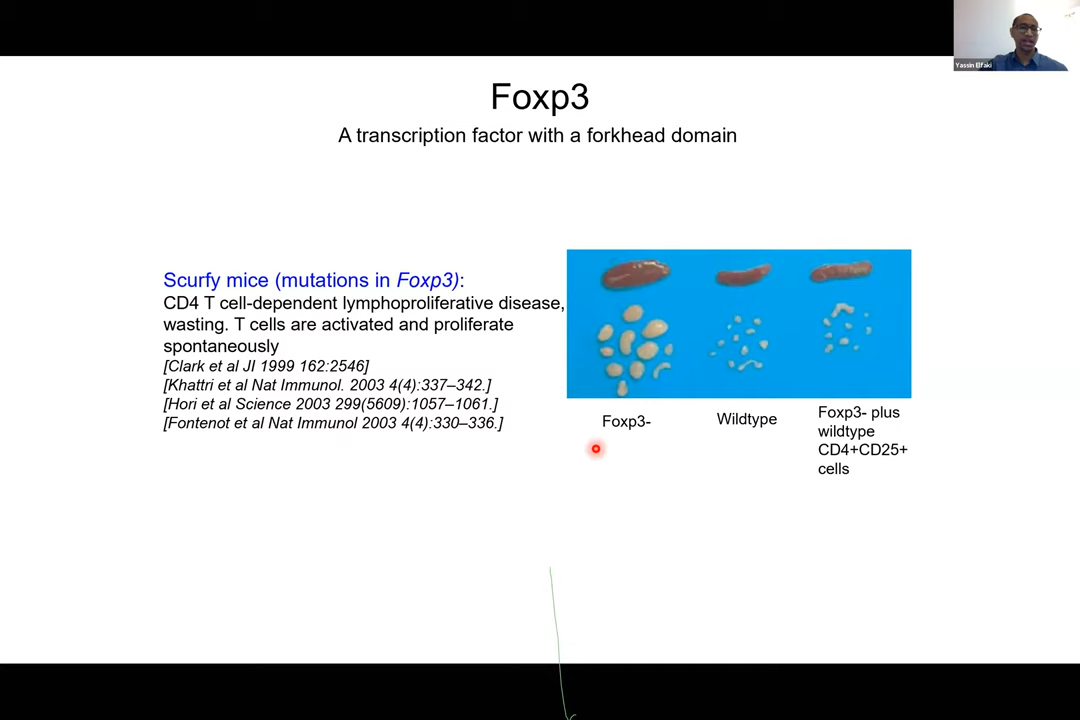 Yassin Elfaki
Foxp3
A transcription factor with a forkhead domain
Scurfy mice (mutations in Foxp3):
CD4 T cell-dependent lymphoproliferative disease,
wasting. T cells are activated and proliferate
spontaneously
[Clark et al JI 1999 162:2546]
[Khattri et al Nat Immunol. 2003 4(4):337–342.]
[Hori et al Science 2003 299(5609):1057–1061.]
[Fontenot et al Nat Immunol 2003 4(4):330–336.]
Foxp3-
Wildtype
Foxp3- plus
wildtype
CD4+CD25+
cells